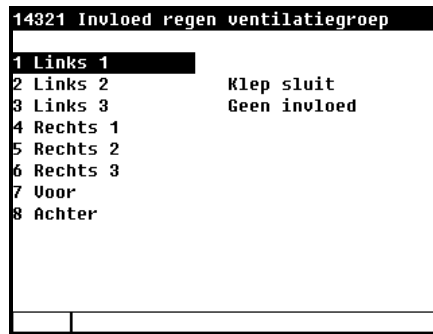 14321 Invloed regen ventilatiegroep
1 Links 1
2 Links 2 Klep sluit
3 Links 3 Geen invloed
4 Rechts 1
5 Rechts 2
6 Rechts 3
7 Voor
8 Achter